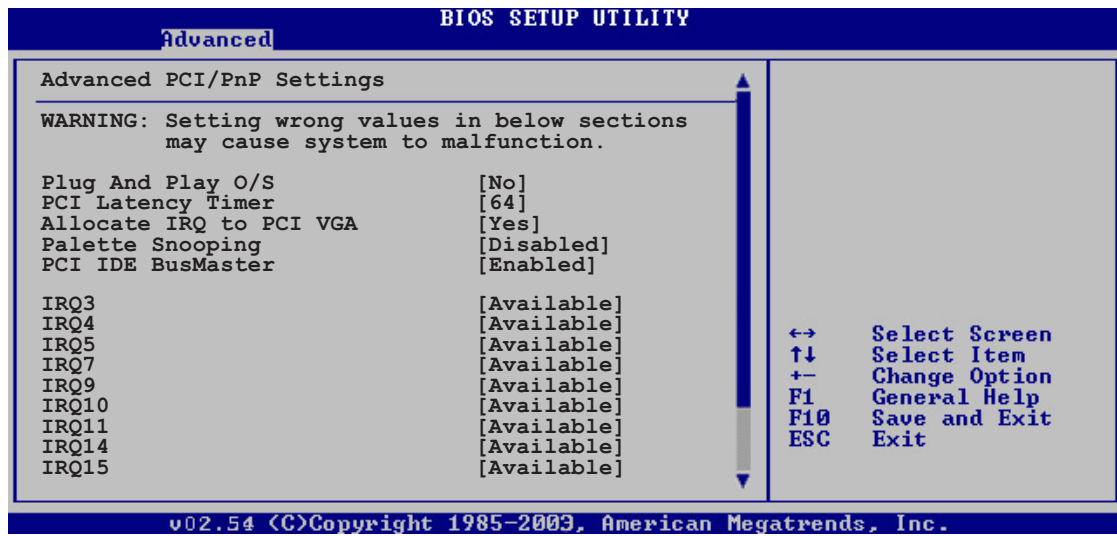 BIOS SETUP UTILITY
Advanced
Advanced PCI/PnP Settings
WARNING: Setting wrong values in below sections
may cause system to malfunction.
Plug And Play O/S [No]
PCI Latency Timer [64]
Allocate IRQ to PCI VGA [Yes]
Palette Snooping [Disabled]
PCI IDE BusMaster [Enabled]
IRQ3 [Available]
IRQ4 [Available]
IRQ5 [Available]
IRQ7 [Available]
IRQ9 [Available]
IRQ10 [Available]
IRQ11 [Available]
IRQ14 [Available]
IRQ15 [Available]
←→ Select Screen
↑↓ Select Item
+- Change Option
F1 General Help
F10 Save and Exit
ESC Exit
v02.54 (C)Copyright 1985-2003, American Megatrends, Inc.